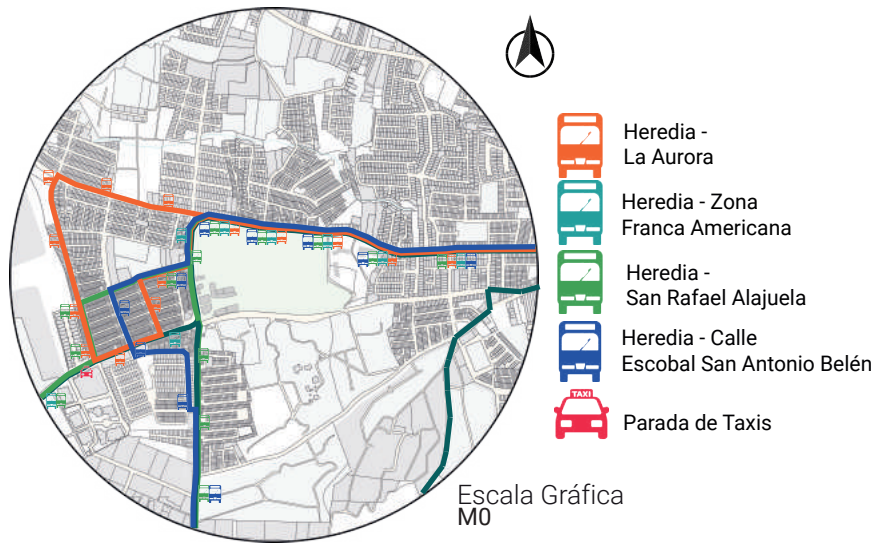 Heredia -
La Aurora
Heredia - Zona
Franca Americana
Heredia -
San Rafael Alajuela
Heredia - Calle
Escobal San Antonio Belén
TAXI
Parada de Taxis
Escala Gráfica
M0